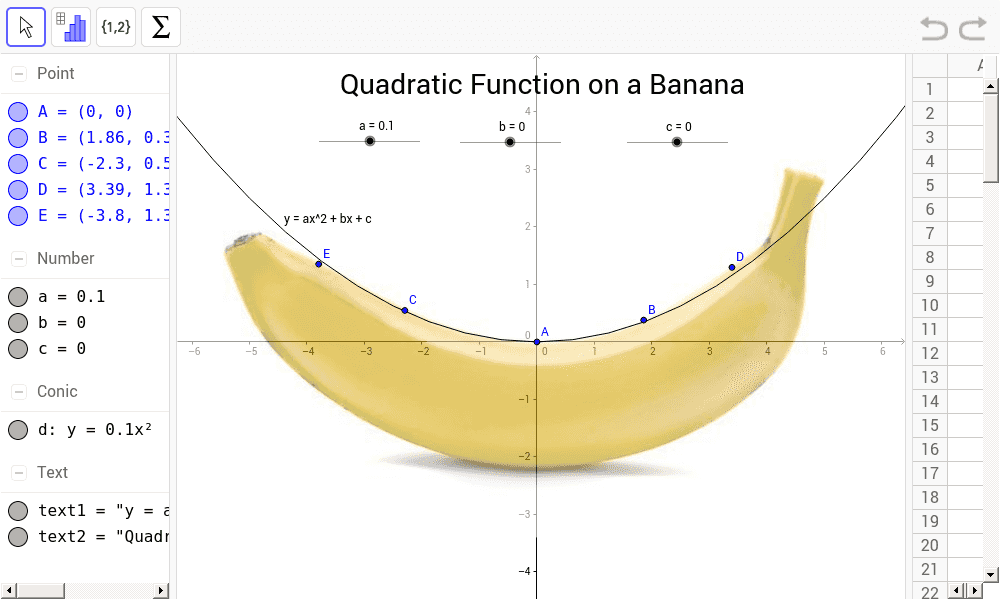 {1,2} Σ
Point
A = (0, 0)
B = (1.86, 0.3
C = (-2.3, 0.5
D = (3.39, 1.3
E = (-3.8, 1.3
Number
a = 0.1
b = 0
c = 0
Conic
d: y = 0.1x²
Text
text1 = "y = a
text2 = "Quadr
Quadratic Function on a Banana
a = 0.1 b = 0 c = 0
y = ax^2 + bx + c
E
D
C
B
A
4
3
2
1
0
−6 −5 −4 −3 −2 −1 0 1 2 3 4 5 6
−1
−2
−3
−4
A
1
2
3
4
5
6
7
8
9
10
11
12
13
14
15
16
17
18
19
20
21
22